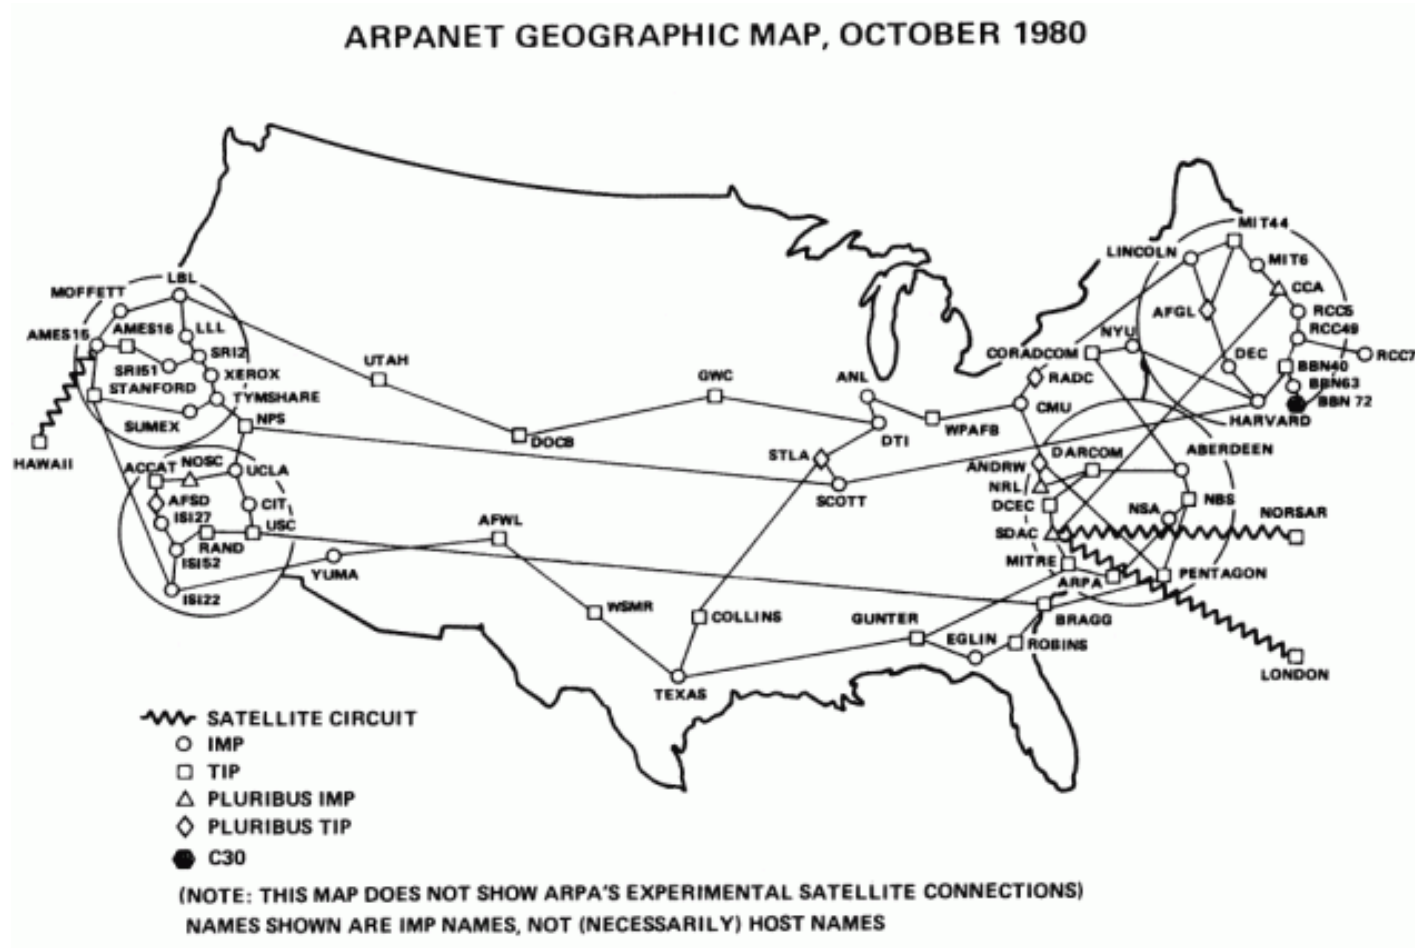 ARPANET GEOGRAPHIC MAP, OCTOBER 1980
MIT44
LINCOLN
MIT6
LBL
MOFFETT
CCA
AFGL
RCC5
AMES15
AMES16
LLL
RCC49
NYU
SRI2
CORADCOM
DEC
RCC7
UTAH
SRI51
XEROX
GWC
ANL
RADC
BBN40
STANFORD
BBN63
TYMSHARE
BBN 72
CMU
SUMEX
NPS
HARVARD
WPAFB
DOCB
DTI
HAWAII
ACCAT
NOSC
UCLA
STLA
ANDRW
DARCOM
ABERDEEN
NRL
AFSD
CIT
SCOTT
DCEC
NBS
ISI27
NSA
NORSAR
AFWL
USC
SDAC
RAND
ISI52
MITRE
YUMA
ARPA
PENTAGON
ISI22
WSMR
COLLINS
GUNTER
BRAGG
EGLIN
ROBINS
TEXAS
LONDON
SATELLITE CIRCUIT
IMP
TIP
PLURIBUS IMP
PLURIBUS TIP
C30
(NOTE: THIS MAP DOES NOT SHOW ARPA'S EXPERIMENTAL SATELLITE CONNECTIONS)
NAMES SHOWN ARE IMP NAMES, NOT (NECESSARILY) HOST NAMES